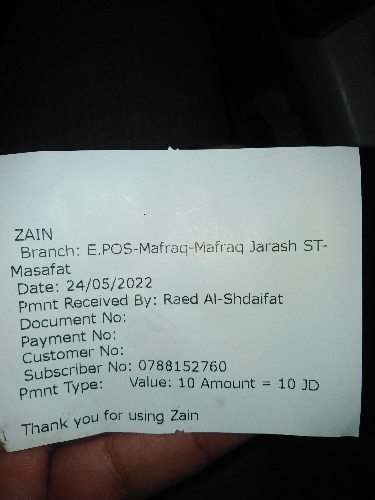 ZAIN
Branch: E.POS-Mafraq-Mafraq Jarash ST-
Masafat
Date: 24/05/2022
Pmnt Received By: Raed Al-Shdaifat
Document No:
Payment No:
Customer No:
Subscriber No: 0788152760
Pmnt Type: Value: 10 Amount = 10 JD
Thank you for using Zain